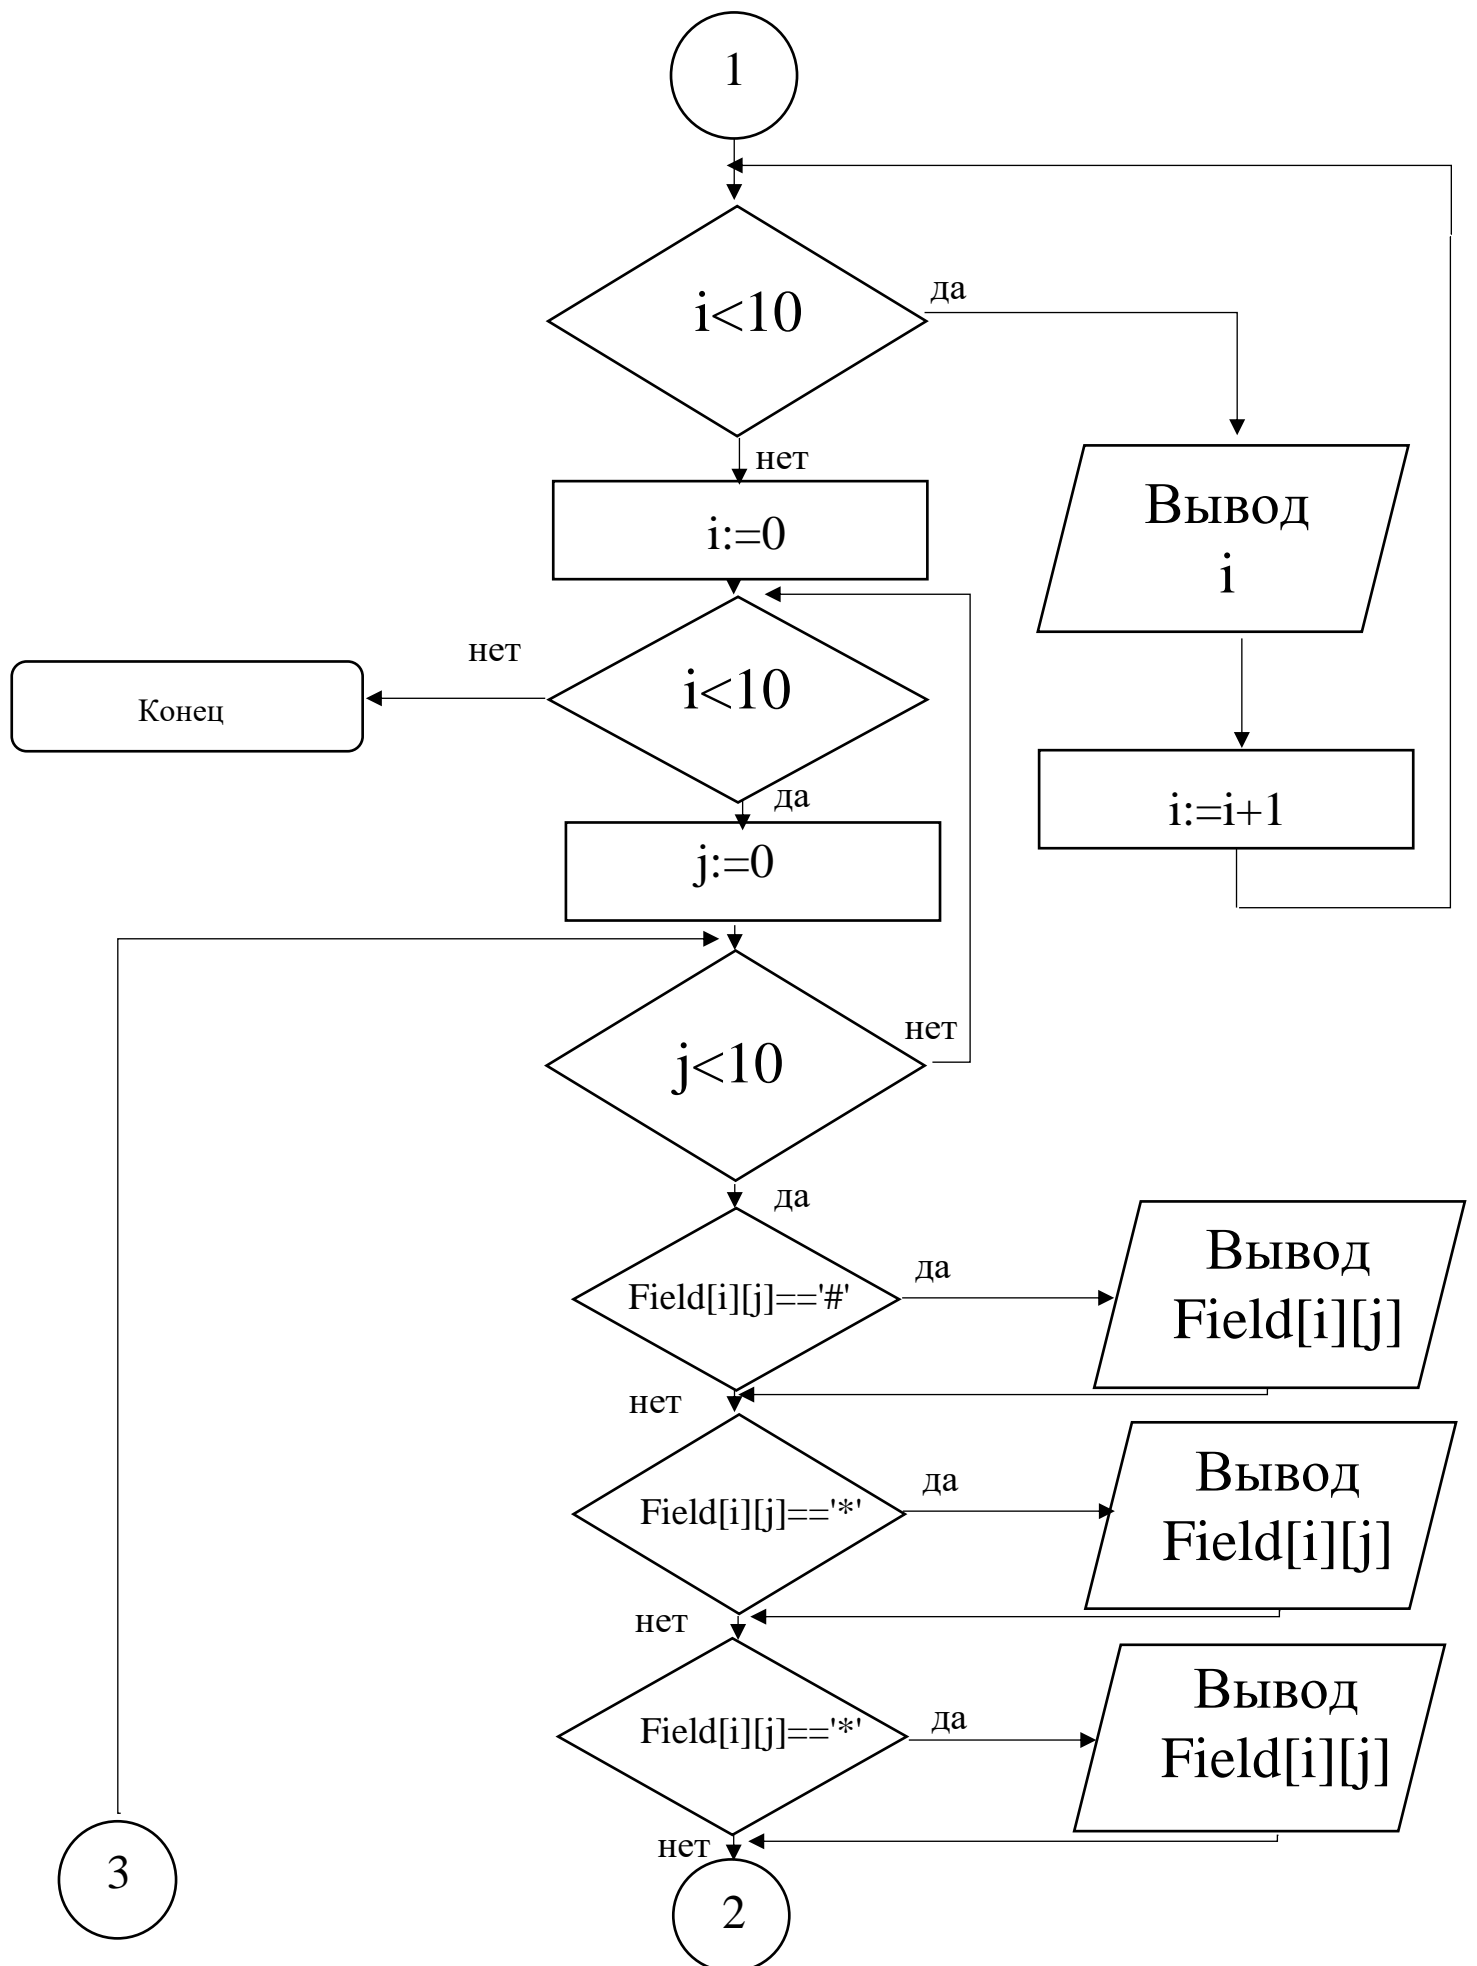 1
i<10
да
нет
Вывод
i
i:=0
нет
i<10
Конец
да
i:=i+1
j:=0
нет
j<10
да
Field[i][j]=='#'
да
Вывод
Field[i][j]
нет
Field[i][j]=='*'
да
Вывод
Field[i][j]
нет
Field[i][j]=='*'
да
Вывод
Field[i][j]
нет
3
2